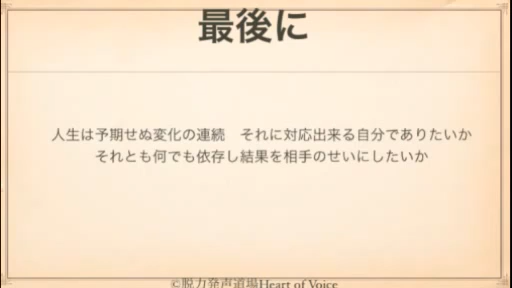 最後に
人生は予期せぬ変化の連続　それに対応出来る自分でありたいか
それとも何でも依存し結果を相手のせいにしたいか
©脱力発声道場Heart of Voice